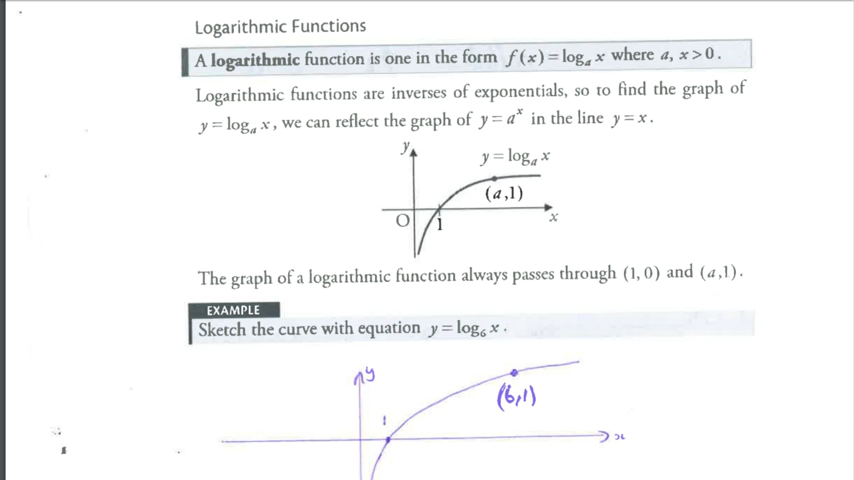 Logarithmic Functions
A logarithmic function is one in the form f(x) = logₐ x where a, x > 0.
Logarithmic functions are inverses of exponentials, so to find the graph of
y = logₐ x, we can reflect the graph of y = aˣ in the line y = x.
y
y = logₐ x
(a,1)
O
1
x
The graph of a logarithmic function always passes through (1, 0) and (a,1).
EXAMPLE
Sketch the curve with equation y = log₆ x.
y
(6,1)
1
x